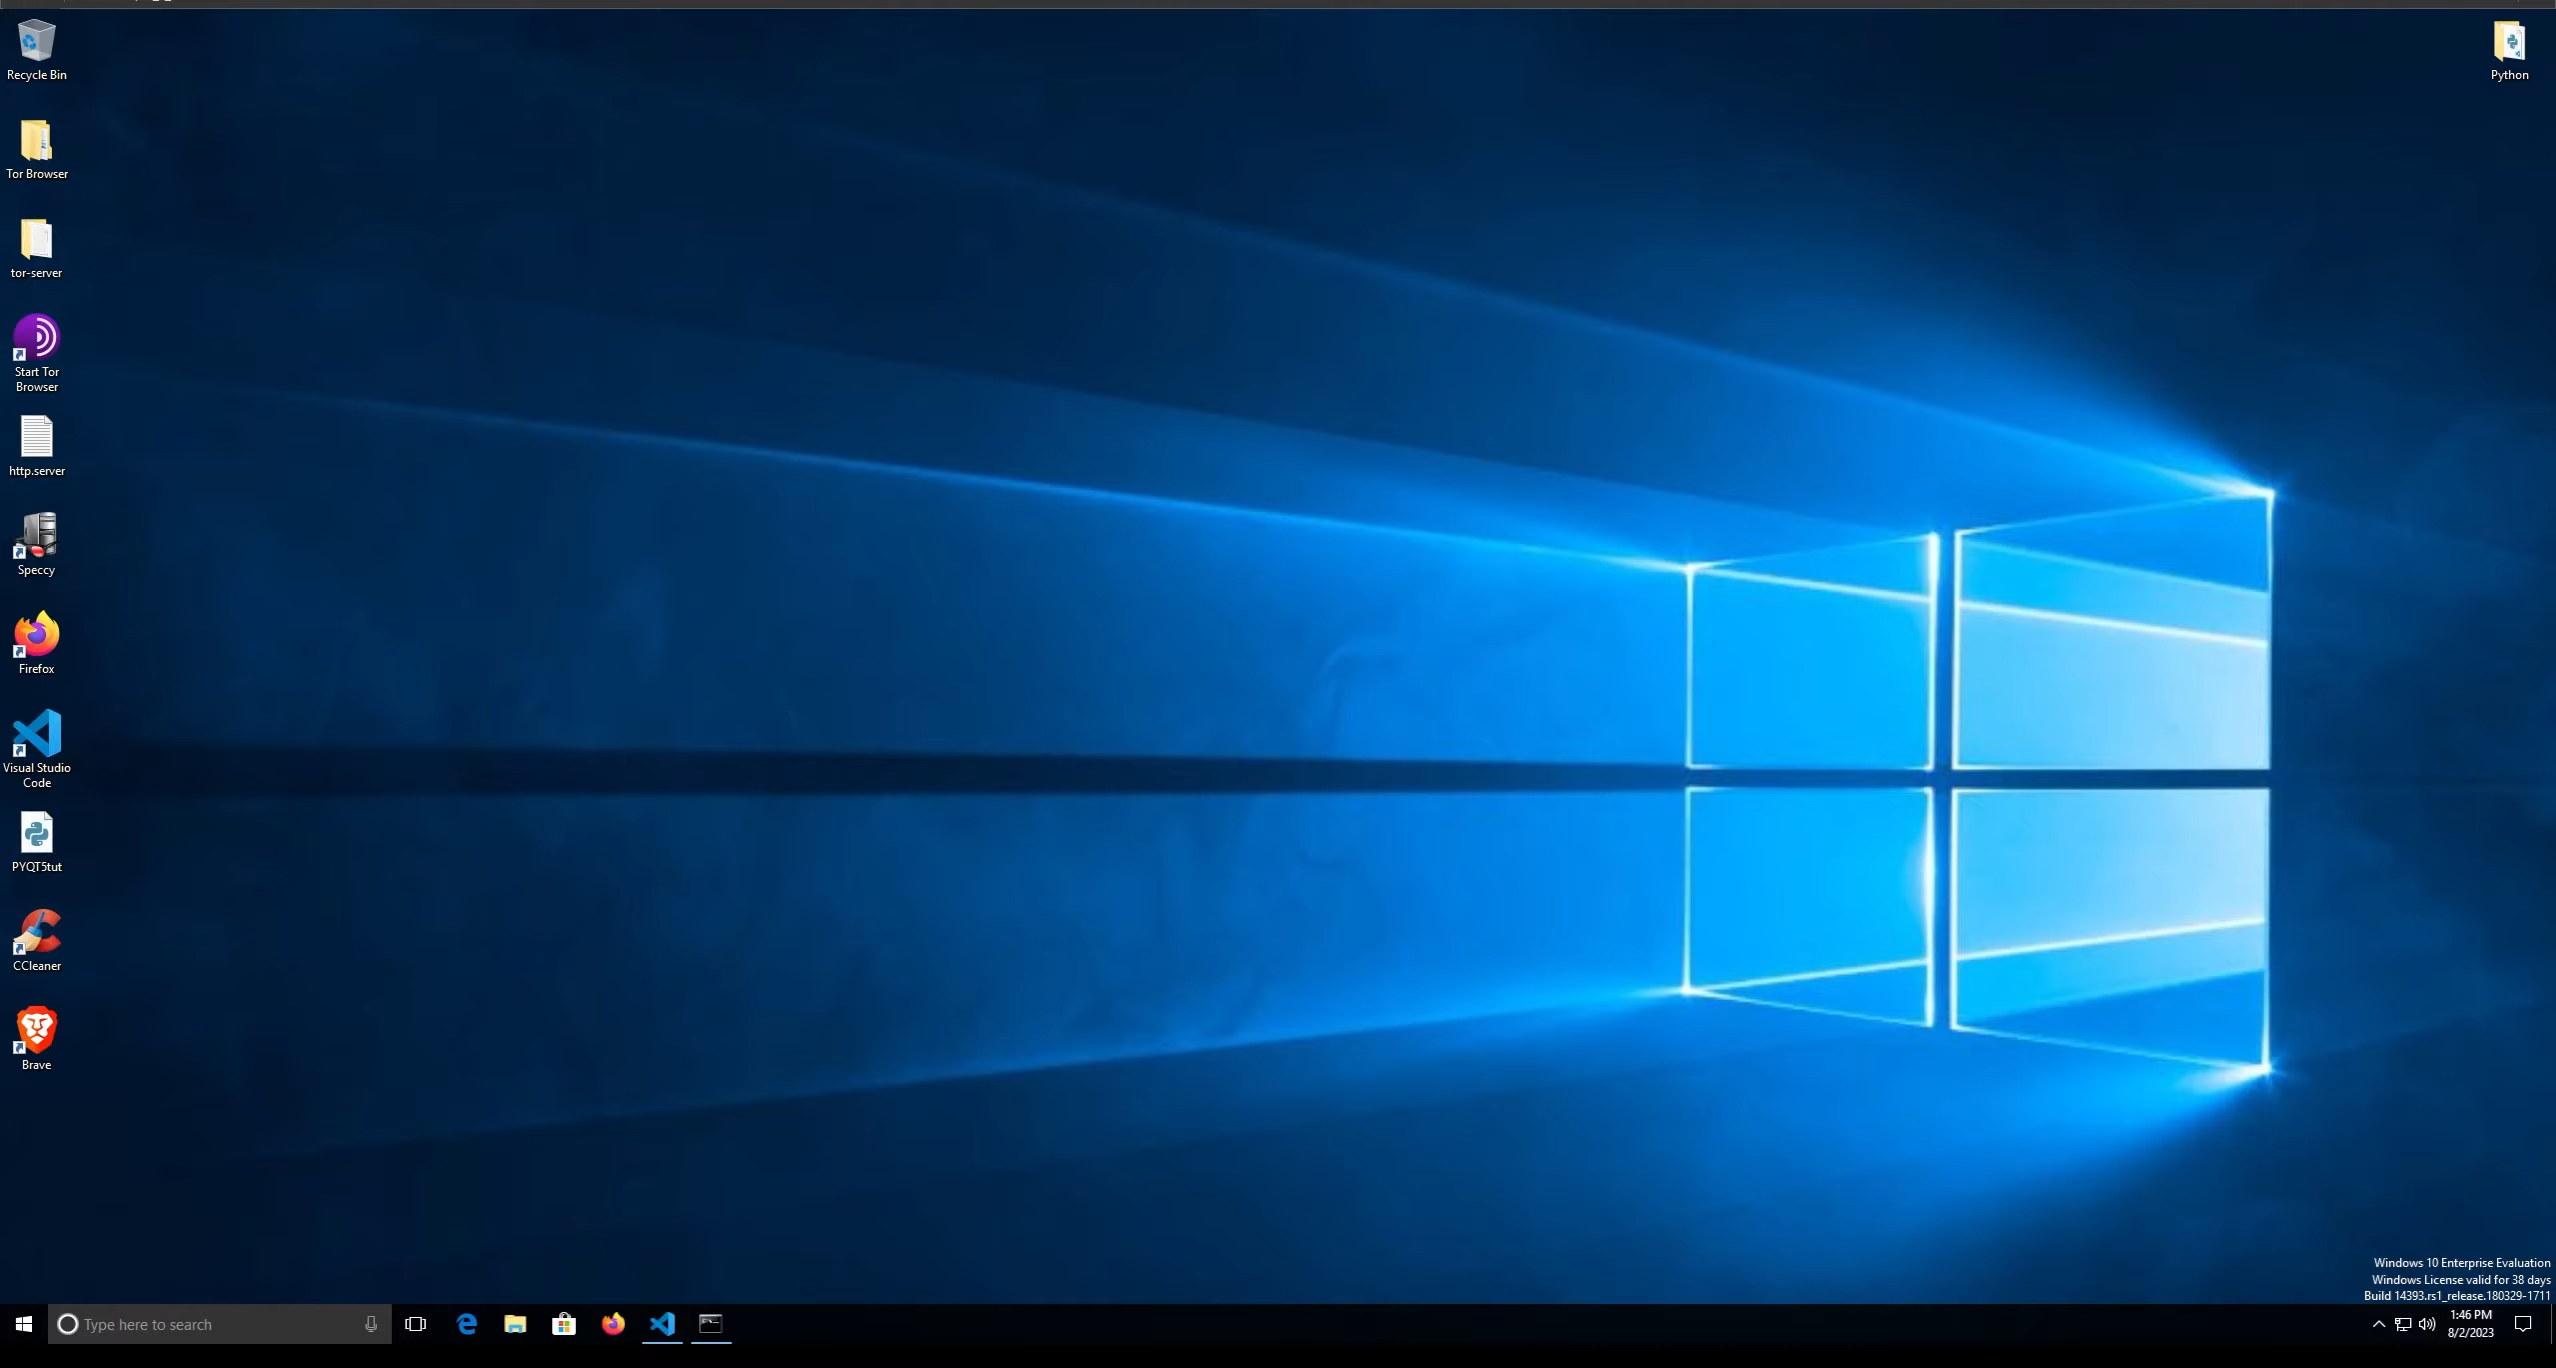 Recycle Bin
Python
Tor Browser
tor-server
Start Tor
Browser
http.server
Speccy
Firefox
Visual Studio
Code
PYQT5tut
CCleaner
Brave
Windows 10 Enterprise Evaluation
Windows License valid for 38 days
Build 14393.rs1_release.180329-1711
Type here to search
1:46 PM
8/2/2023